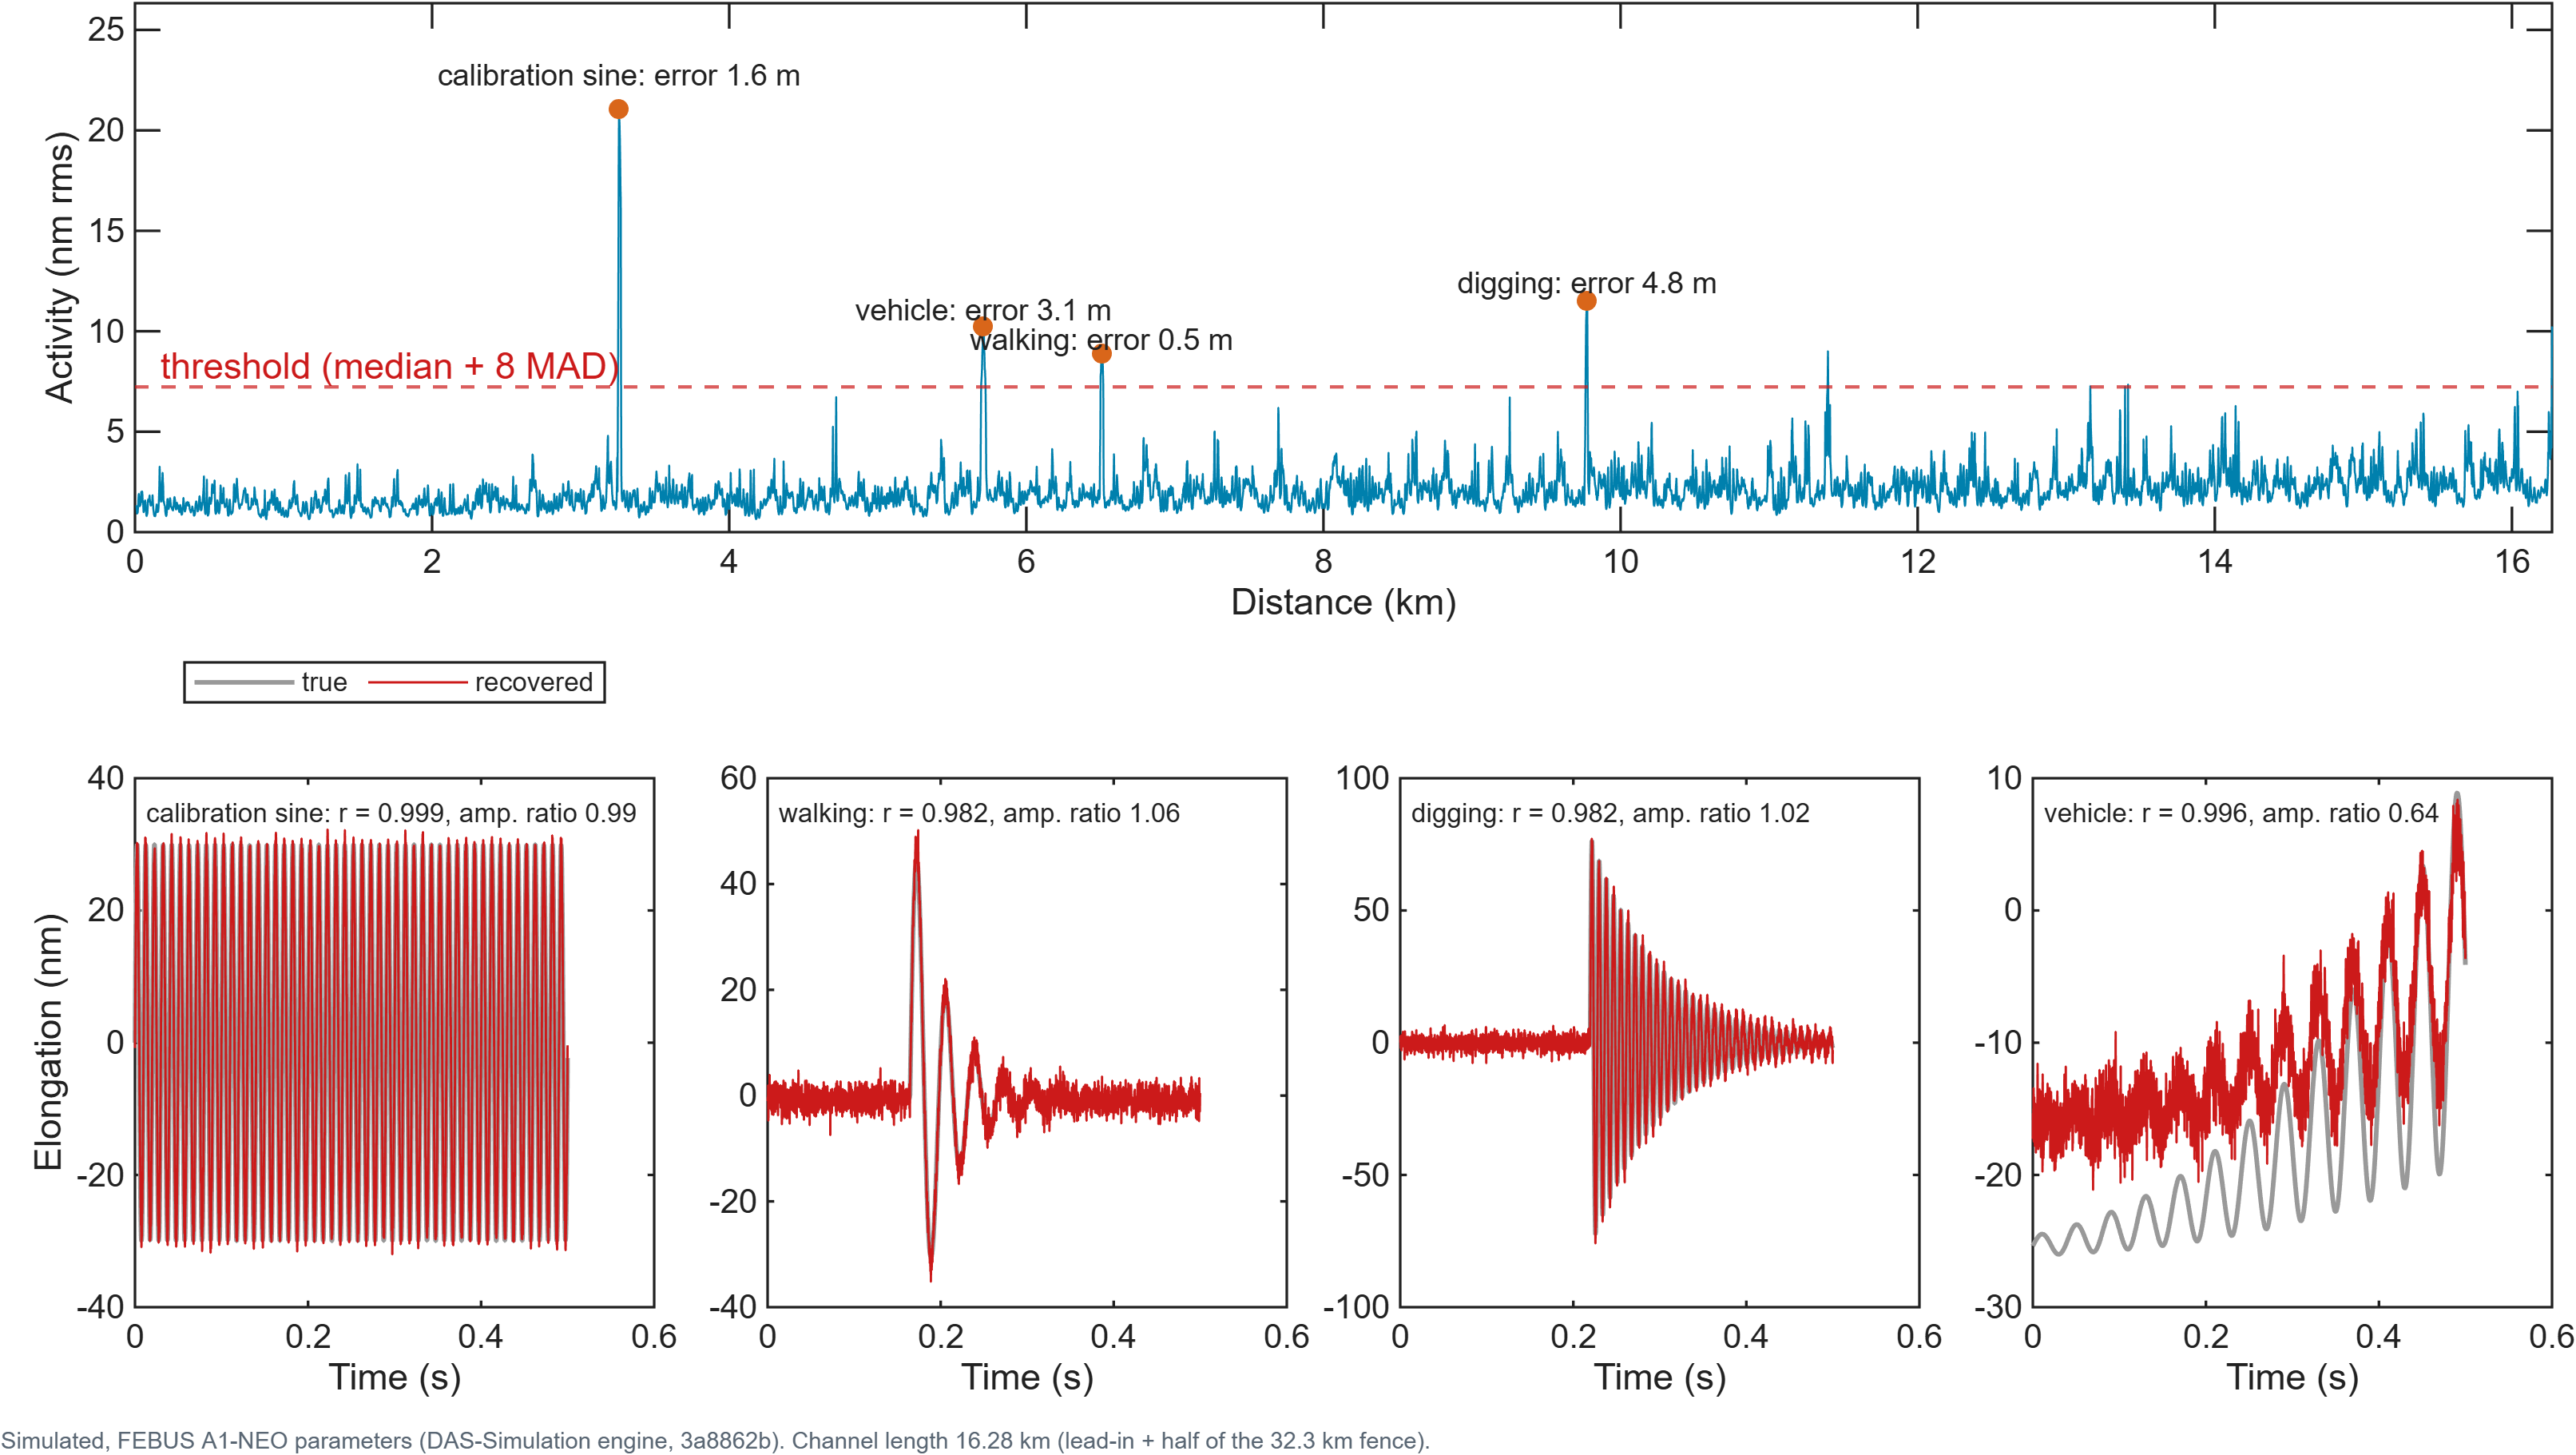 25
20
15
10
5
0
Activity (nm rms)
calibration sine: error 1.6 m
digging: error 4.8 m
vehicle: error 3.1 m
walking: error 0.5 m
threshold (median + 8 MAD)
0 2 4 6 8 10 12 14 16
Distance (km)
true recovered
Elongation (nm)
40
20
0
-20
-40
calibration sine: r = 0.999, amp. ratio 0.99
0 0.2 0.4 0.6
Time (s)
60
40
20
0
-20
-40
walking: r = 0.982, amp. ratio 1.06
0 0.2 0.4 0.6
Time (s)
100
50
0
-50
-100
digging: r = 0.982, amp. ratio 1.02
0 0.2 0.4 0.6
Time (s)
10
0
-10
-20
-30
vehicle: r = 0.996, amp. ratio 0.64
0 0.2 0.4 0.6
Time (s)
Simulated, FEBUS A1-NEO parameters (DAS-Simulation engine, 3a8862b). Channel length 16.28 km (lead-in + half of the 32.3 km fence).